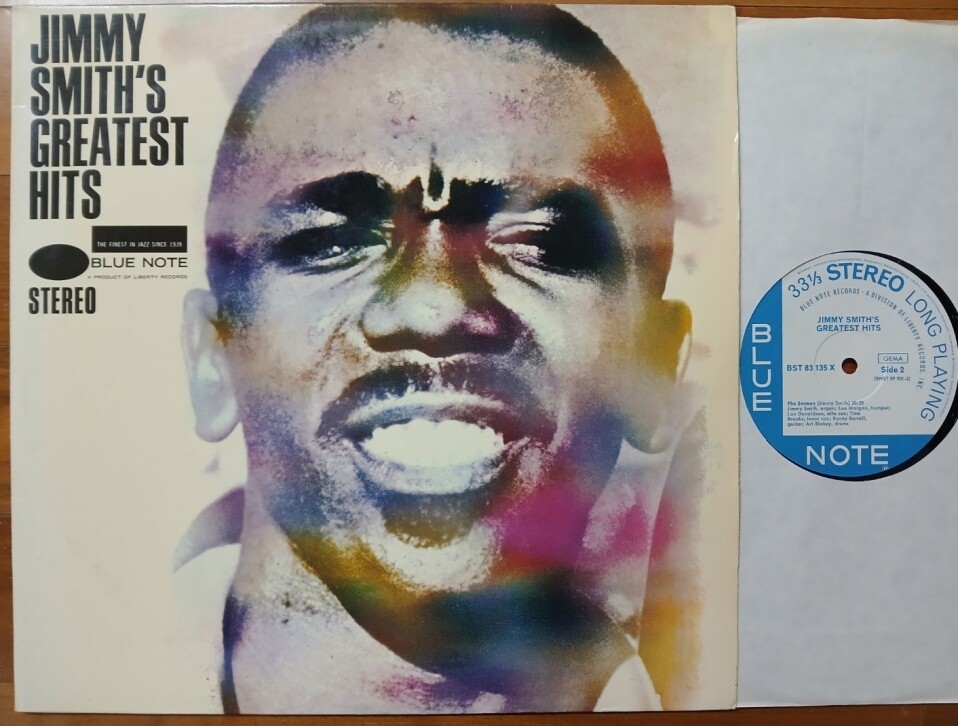 JIMMY
SMITH'S
GREATEST
HITS
THE FINEST IN JAZZ SINCE 1939
BLUE NOTE
A PRODUCT OF LIBERTY RECORDS
STEREO
33⅓ STEREO LONG PLAYING
BLUE NOTE RECORDS · A DIVISION OF LIBERTY RECORDS, INC
JIMMY SMITH'S
GREATEST HITS
GEMA
BST 83 135 X
Side 2
BLUE
The Sermon (Jimmy Smith) 20:20
Jimmy Smith, organ; Lee Morgan, trumpet;
Lou Donaldson, alto sax; Tina
Brooks, tenor sax; Kenny Burrell,
guitar; Art Blakey, drums
NOTE